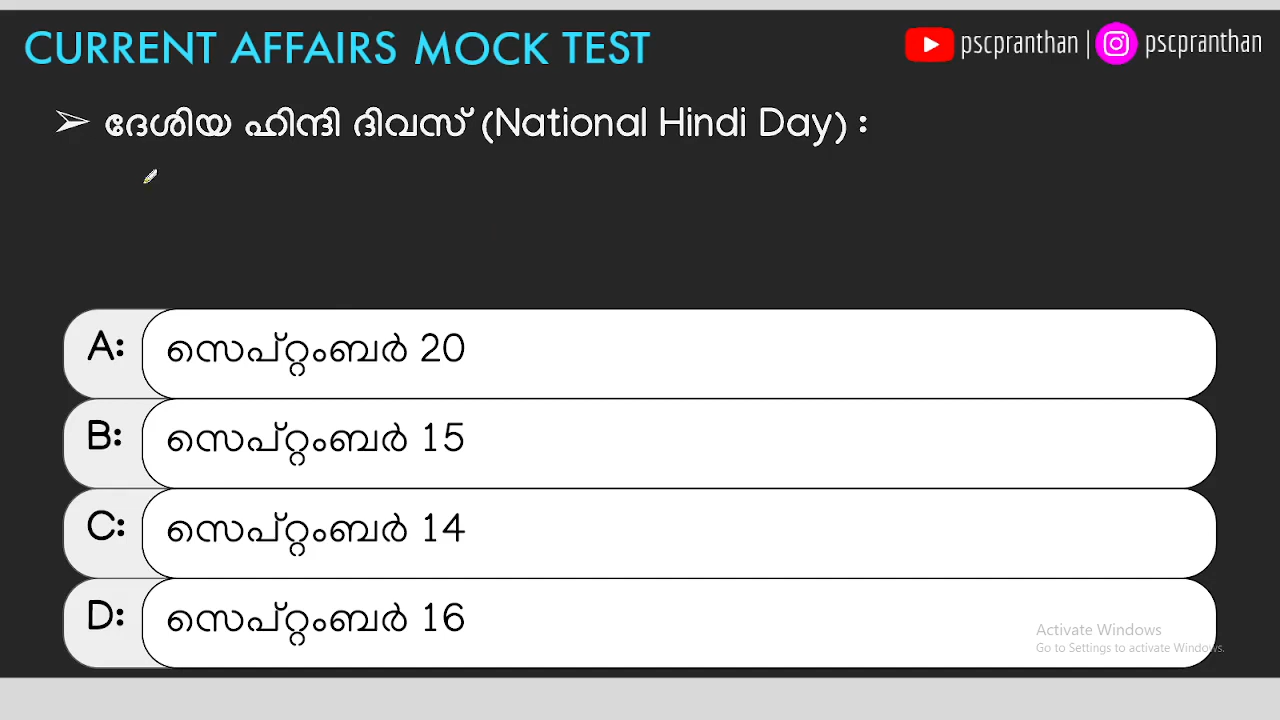 CURRENT AFFAIRS MOCK TEST
pscpranthan | pscpranthan
➢ ദേശിയ ഹിന്ദി ദിവസ് (National Hindi Day) :
A: സെപ്റ്റംബർ 20
B: സെപ്റ്റംബർ 15
C: സെപ്റ്റംബർ 14
D: സെപ്റ്റംബർ 16
Activate Windows
Go to Settings to activate Windows.